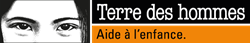 Terre des hommes
Aide à l'enfance.